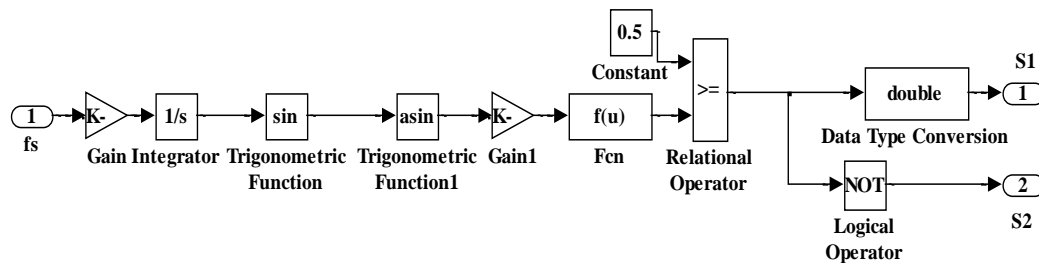 0.5
Constant
S1
1
fs
K-
Gain
1/s
Integrator
sin
Trigonometric
Function
asin
Trigonometric
Function1
K-
Gain1
f(u)
Fcn
>=
Relational
Operator
double
Data Type Conversion
1
NOT
Logical
Operator
2
S2